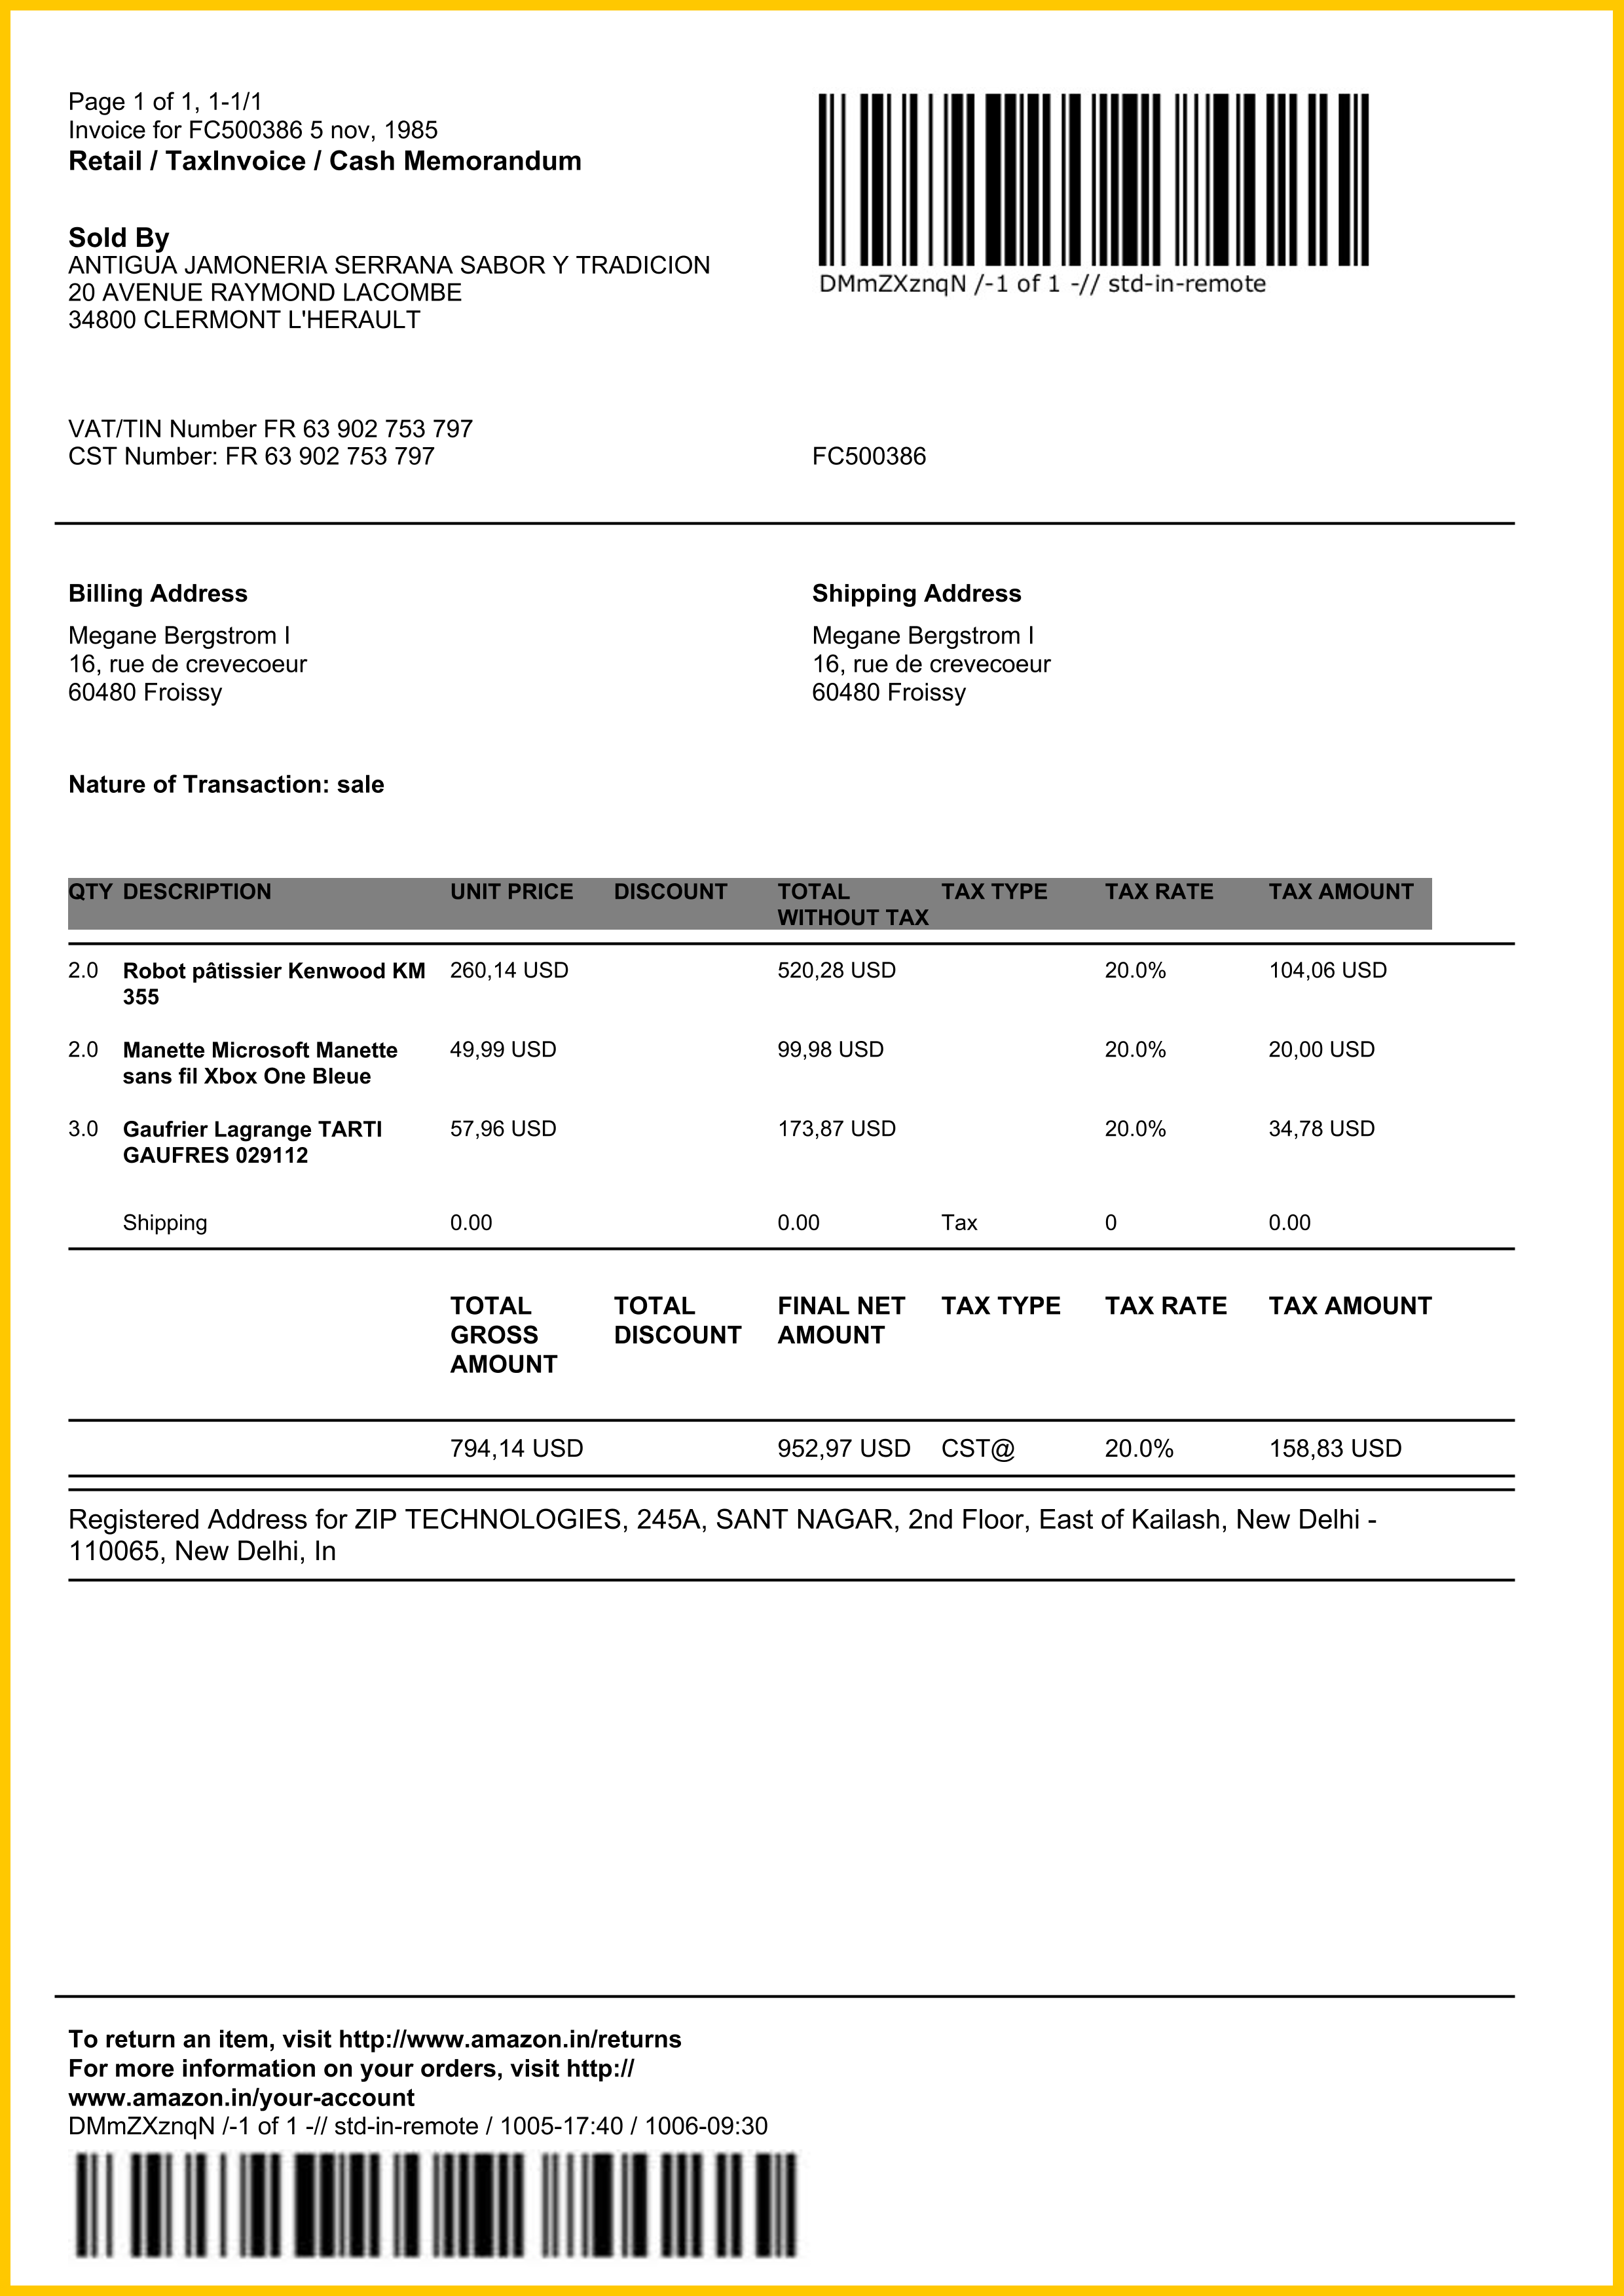 Page 1 of 1, 1-1/1
Invoice for FC500386 5 nov, 1985
Retail / TaxInvoice / Cash Memorandum
DMmZXznqN /-1 of 1 -// std-in-remote
Sold By
ANTIGUA JAMONERIA SERRANA SABOR Y TRADICION
20 AVENUE RAYMOND LACOMBE
34800 CLERMONT L'HERAULT
VAT/TIN Number FR 63 902 753 797
CST Number: FR 63 902 753 797 FC500386
Billing Address
Megane Bergstrom I
16, rue de crevecoeur
60480 Froissy
Shipping Address
Megane Bergstrom I
16, rue de crevecoeur
60480 Froissy
Nature of Transaction: sale
QTY DESCRIPTION UNIT PRICE DISCOUNT TOTAL TAX TYPE TAX RATE TAX AMOUNT
WITHOUT TAX
2.0 Robot pâtissier Kenwood KM 260,14 USD 520,28 USD 20.0% 104,06 USD
355
2.0 Manette Microsoft Manette 49,99 USD 99,98 USD 20.0% 20,00 USD
sans fil Xbox One Bleue
3.0 Gaufrier Lagrange TARTI 57,96 USD 173,87 USD 20.0% 34,78 USD
GAUFRES 029112
Shipping 0.00 0.00 Tax 0 0.00
TOTAL TOTAL FINAL NET TAX TYPE TAX RATE TAX AMOUNT
GROSS DISCOUNT AMOUNT
AMOUNT
794,14 USD 952,97 USD CST@ 20.0% 158,83 USD
Registered Address for ZIP TECHNOLOGIES, 245A, SANT NAGAR, 2nd Floor, East of Kailash, New Delhi -
110065, New Delhi, In
To return an item, visit http://www.amazon.in/returns
For more information on your orders, visit http://
www.amazon.in/your-account
DMmZXznqN /-1 of 1 -// std-in-remote / 1005-17:40 / 1006-09:30